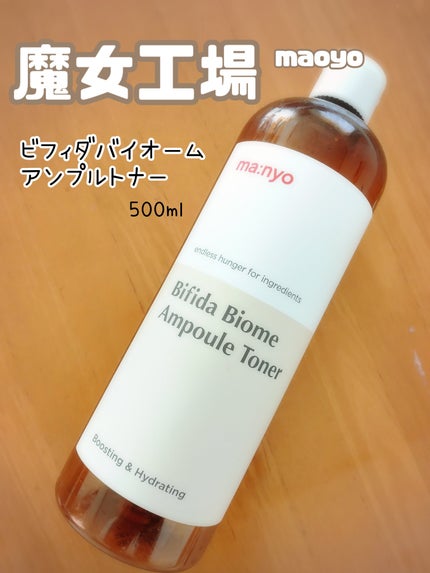 魔女工場 maoyo
ビフィダバイオーム
アンプルトナー
500ml
ma:nyo
endless hunger for ingredients
Bifida Biome
Ampoule Toner
Boosting & Hydrating